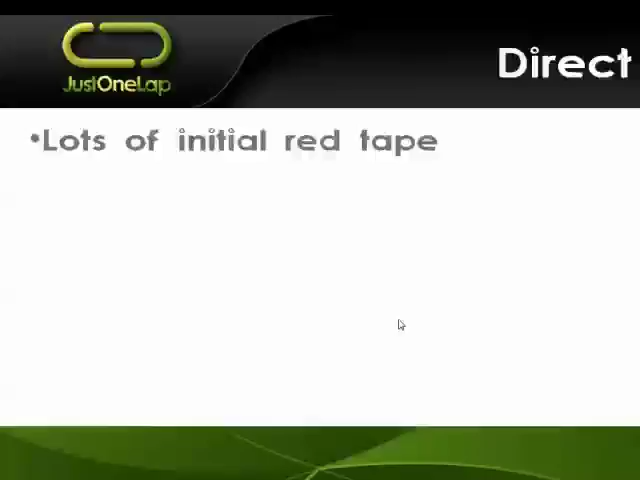 JustOneLap
Direct
•Lots of initial red tape